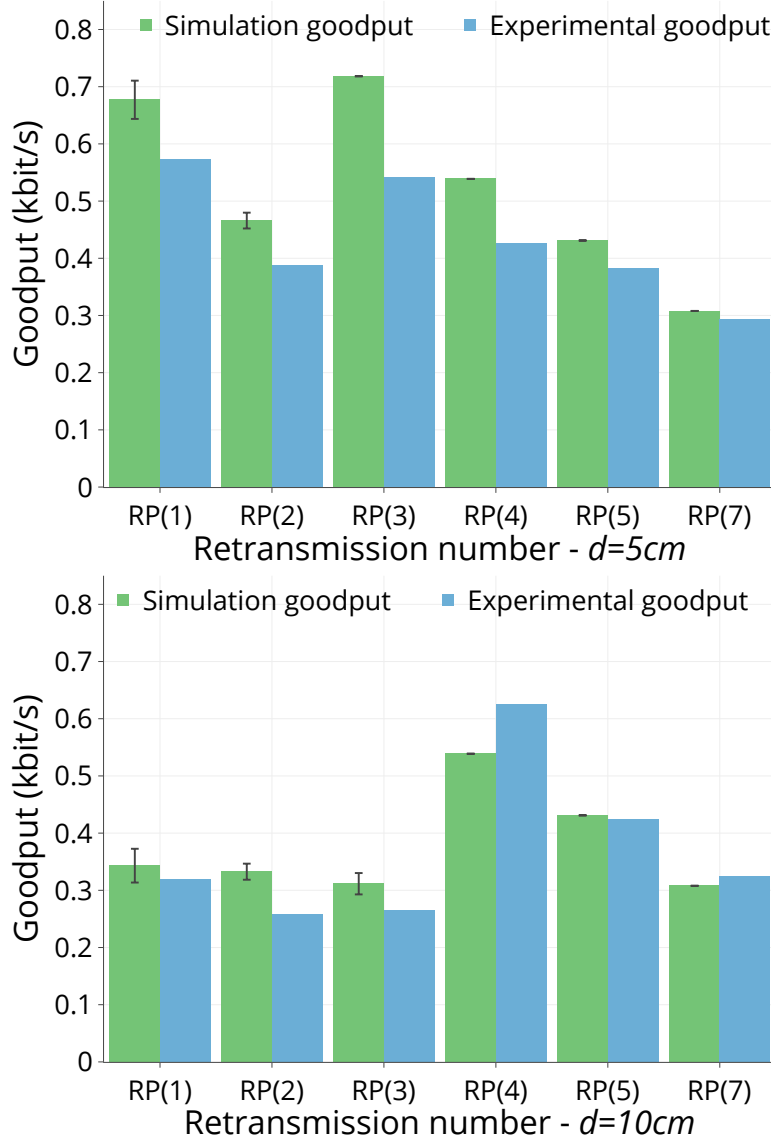 Simulation goodput Experimental goodput
0.8
0.7
0.6
0.5
0.4
0.3
0.2
0.1
0
Goodput (kbit/s)
RP(1) RP(2) RP(3) RP(4) RP(5) RP(7)
Retransmission number - d=5cm
Simulation goodput Experimental goodput
0.8
0.7
0.6
0.5
0.4
0.3
0.2
0.1
0
Goodput (kbit/s)
RP(1) RP(2) RP(3) RP(4) RP(5) RP(7)
Retransmission number - d=10cm